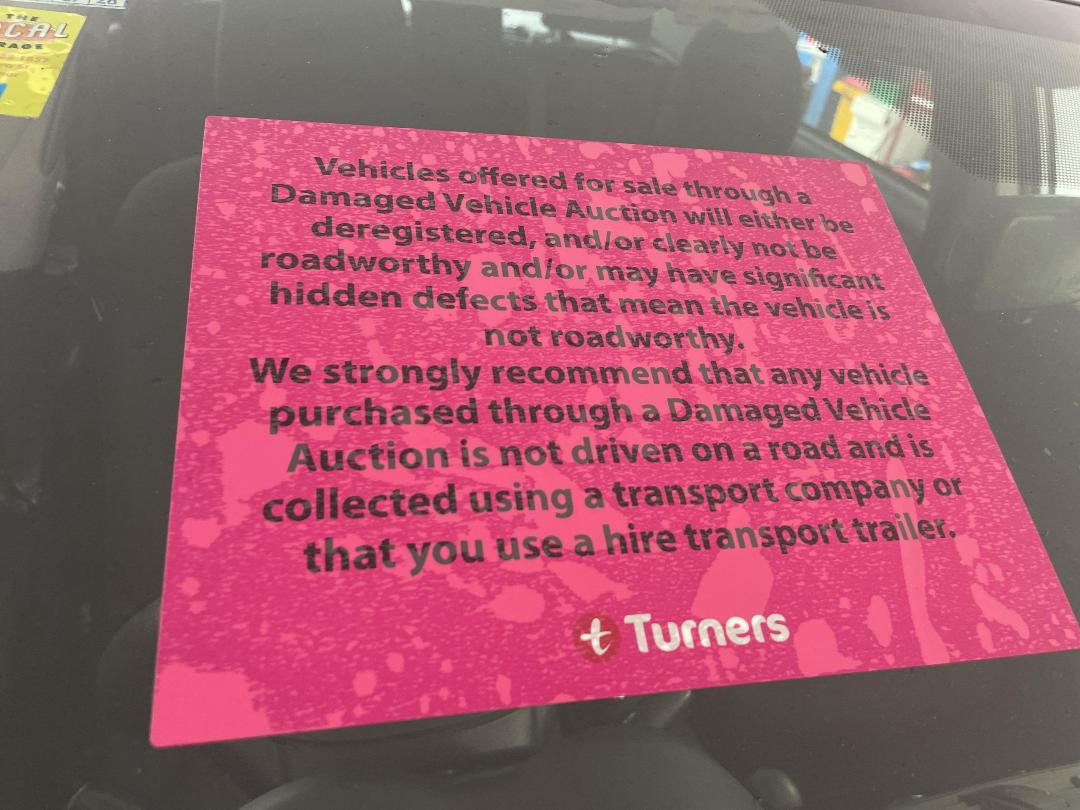 THE
CAL
RAGE
Vehicles offered for sale through a
Damaged Vehicle Auction will either be
deregistered, and/or clearly not be
roadworthy and/or may have significant
hidden defects that mean the vehicle is
not roadworthy.
We strongly recommend that any vehicle
purchased through a Damaged Vehicle
Auction is not driven on a road and is
collected using a transport company or
that you use a hire transport trailer.
t Turners